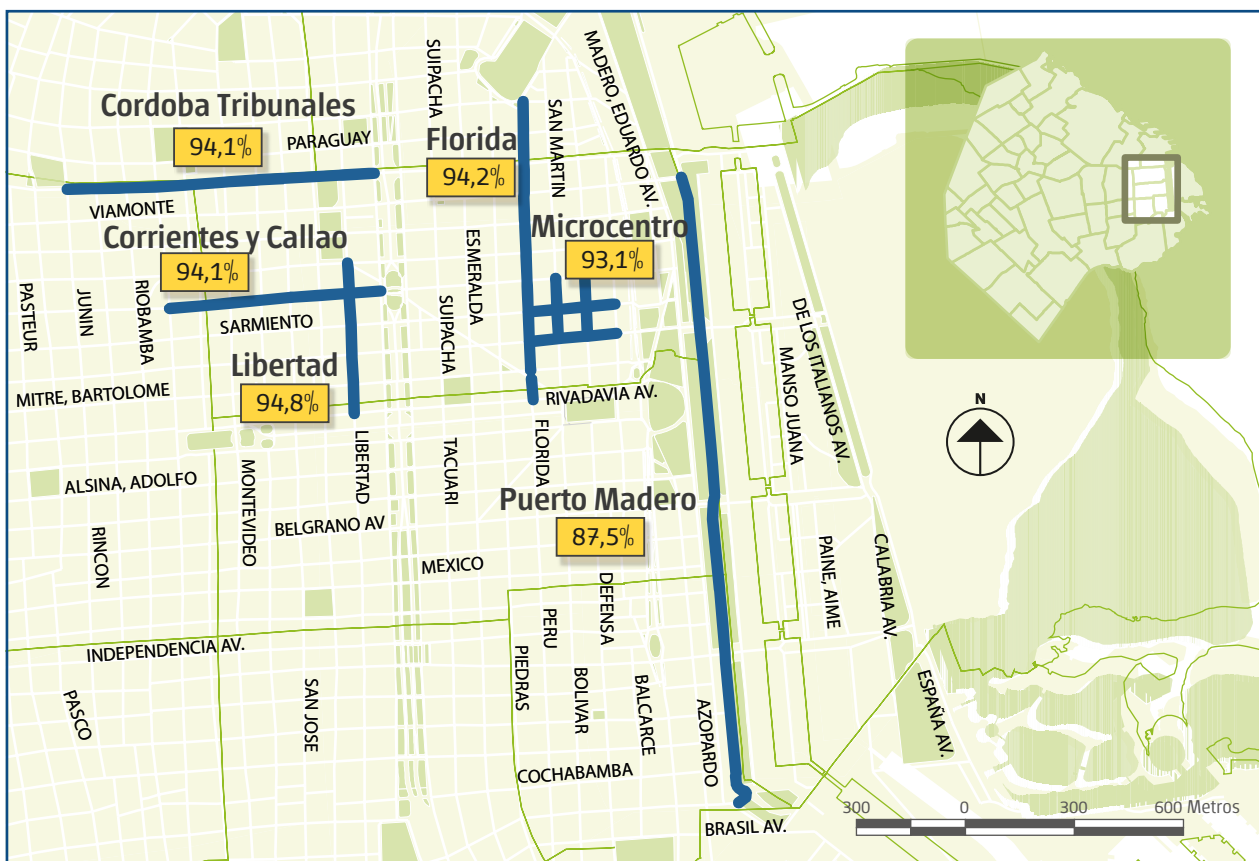 SUIPACHA
MADERO, EDUARDO AV.
Cordoba Tribunales
94,1%
PARAGUAY
Florida
94,2%
SAN MARTIN
VIAMONTE
Corrientes y Callao
94,1%
Microcentro
93,1%
ESMERALDA
SUIPACHA
PASTEUR
JUNIN
RIOBAMBA
SARMIENTO
DE LOS ITALIANOS AV.
MANSO JUANA
Libertad
94,8%
MITRE, BARTOLOME
RIVADAVIA AV.
N
FLORIDA
LIBERTAD
TACUARI
MONTEVIDEO
ALSINA, ADOLFO
Puerto Madero
87,5%
RINCON
BELGRANO AV
MEXICO
DEFENSA
PAINE, AIME
CALABRIA AV.
PERU
INDEPENDENCIA AV.
PIEDRAS
BOLIVAR
BALCARCE
AZOPARDO
ESPAÑA AV.
PASCO
SAN JOSE
COCHABAMBA
BRASIL AV.
300 0 300 600 Metros